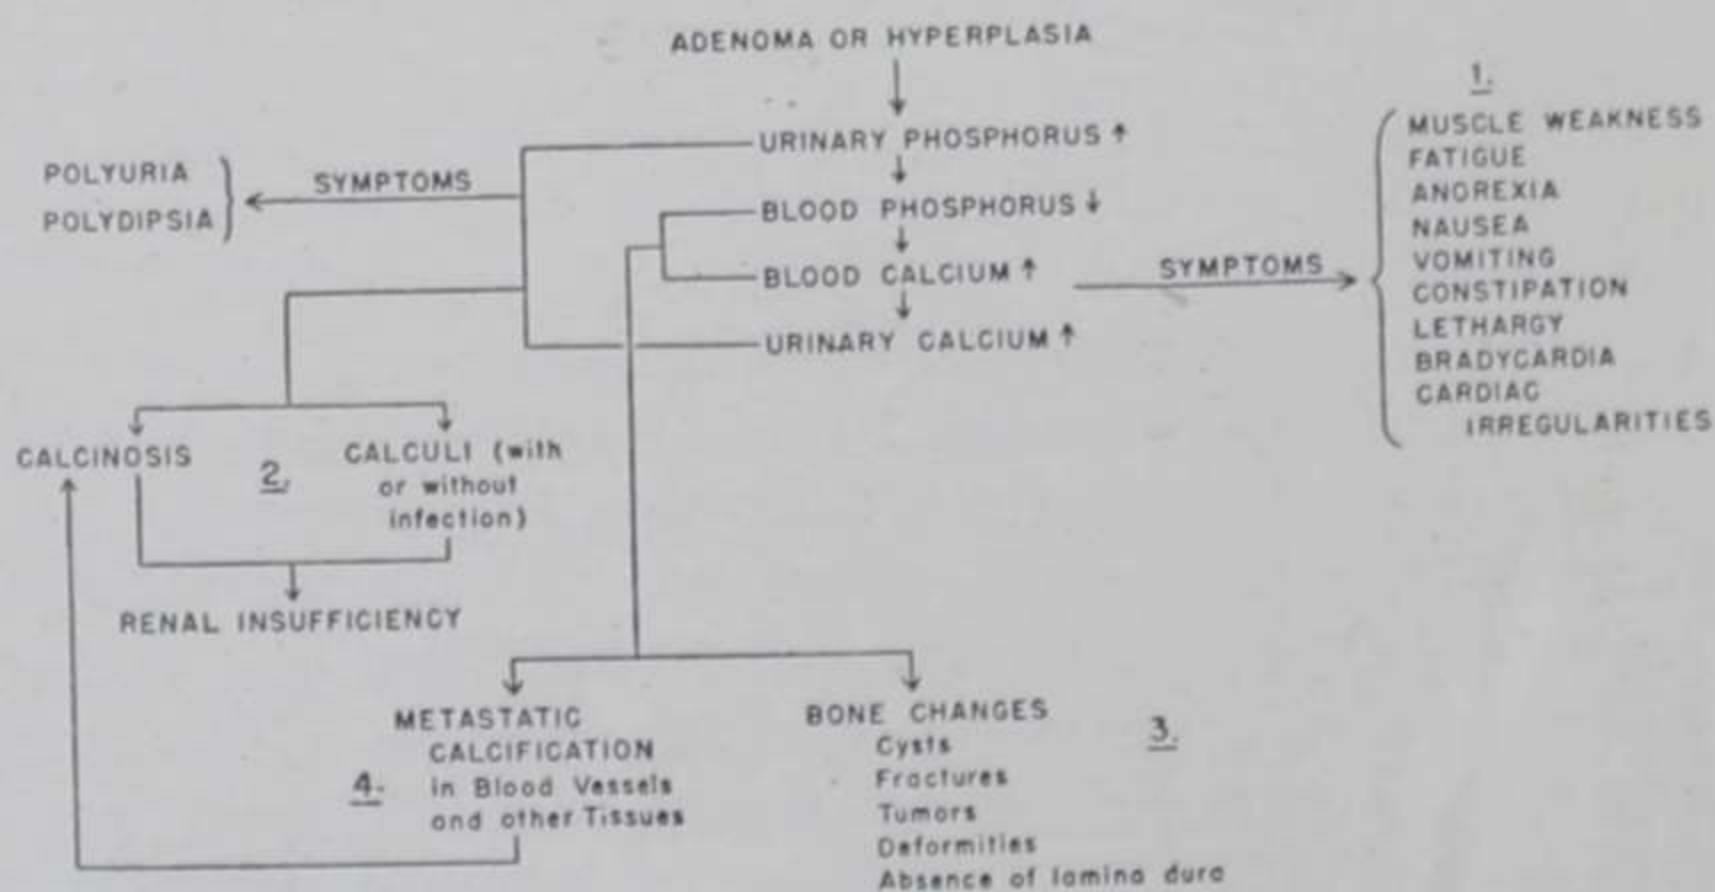 ADENOMA OR HYPERPLASIA
URINARY PHOSPHORUS ↑
BLOOD PHOSPHORUS ↓
BLOOD CALCIUM ↑
URINARY CALCIUM ↑
SYMPTOMS
POLYURIA
POLYDIPSIA
SYMPTOMS
1.
MUSCLE WEAKNESS
FATIGUE
ANOREXIA
NAUSEA
VOMITING
CONSTIPATION
LETHARGY
BRADYCARDIA
CARDIAC
IRREGULARITIES
CALCINOSIS
2.
CALCULI (with
or without
infection)
RENAL INSUFFICIENCY
METASTATIC
CALCIFICATION
4.
in Blood Vessels
and other Tissues
BONE CHANGES
3.
Cysts
Fractures
Tumors
Deformities
Absence of lamina dura